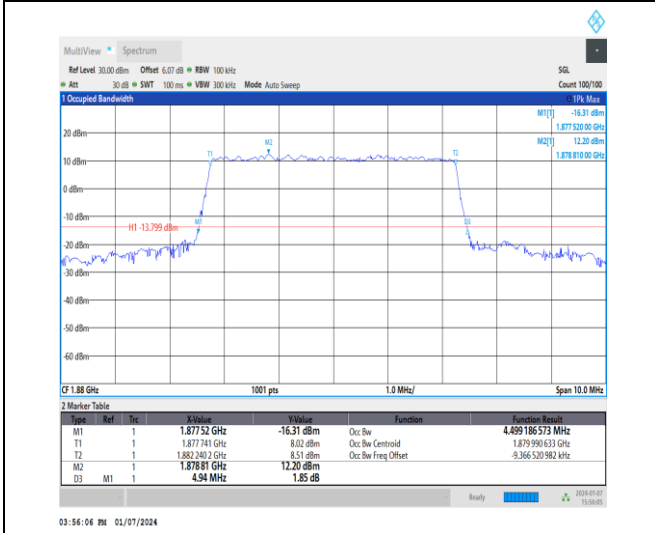 MultiView Spectrum
Ref Level 30.00 dBm Offset 6.07 dB RBW 100 kHz SGL
Att 30 dB SWT 100 ms VBW 300 kHz Mode Auto Sweep Count 100/100
1 Occupied Bandwidth 1Pk Max
M1[1] -16.31 dBm
1.877 520 00 GHz
M2[1] 12.20 dBm
1.878 810 00 GHz
20 dBm
M2
T1 T2
10 dBm
0 dBm
-10 dBm
M1 D3
H1 -13.799 dBm
-20 dBm
-30 dBm
-40 dBm
-50 dBm
-60 dBm
CF 1.88 GHz 1001 pts 1.0 MHz/ Span 10.0 MHz
2 Marker Table
Type Ref Trc X-Value Y-Value Function Function Result
M1 1 1.877 52 GHz -16.31 dBm Occ Bw 4.499 186 573 MHz
T1 1 1.877 741 GHz 8.02 dBm Occ Bw Centroid 1.879 990 633 GHz
T2 1 1.882 240 2 GHz 8.51 dBm Occ Bw Freq Offset -9.366 520 982 kHz
M2 1 1.878 81 GHz 12.20 dBm
D3 M1 1 4.94 MHz 1.85 dB
Ready 2024-01-07
15:56:05
03:56:06 PM 01/07/2024